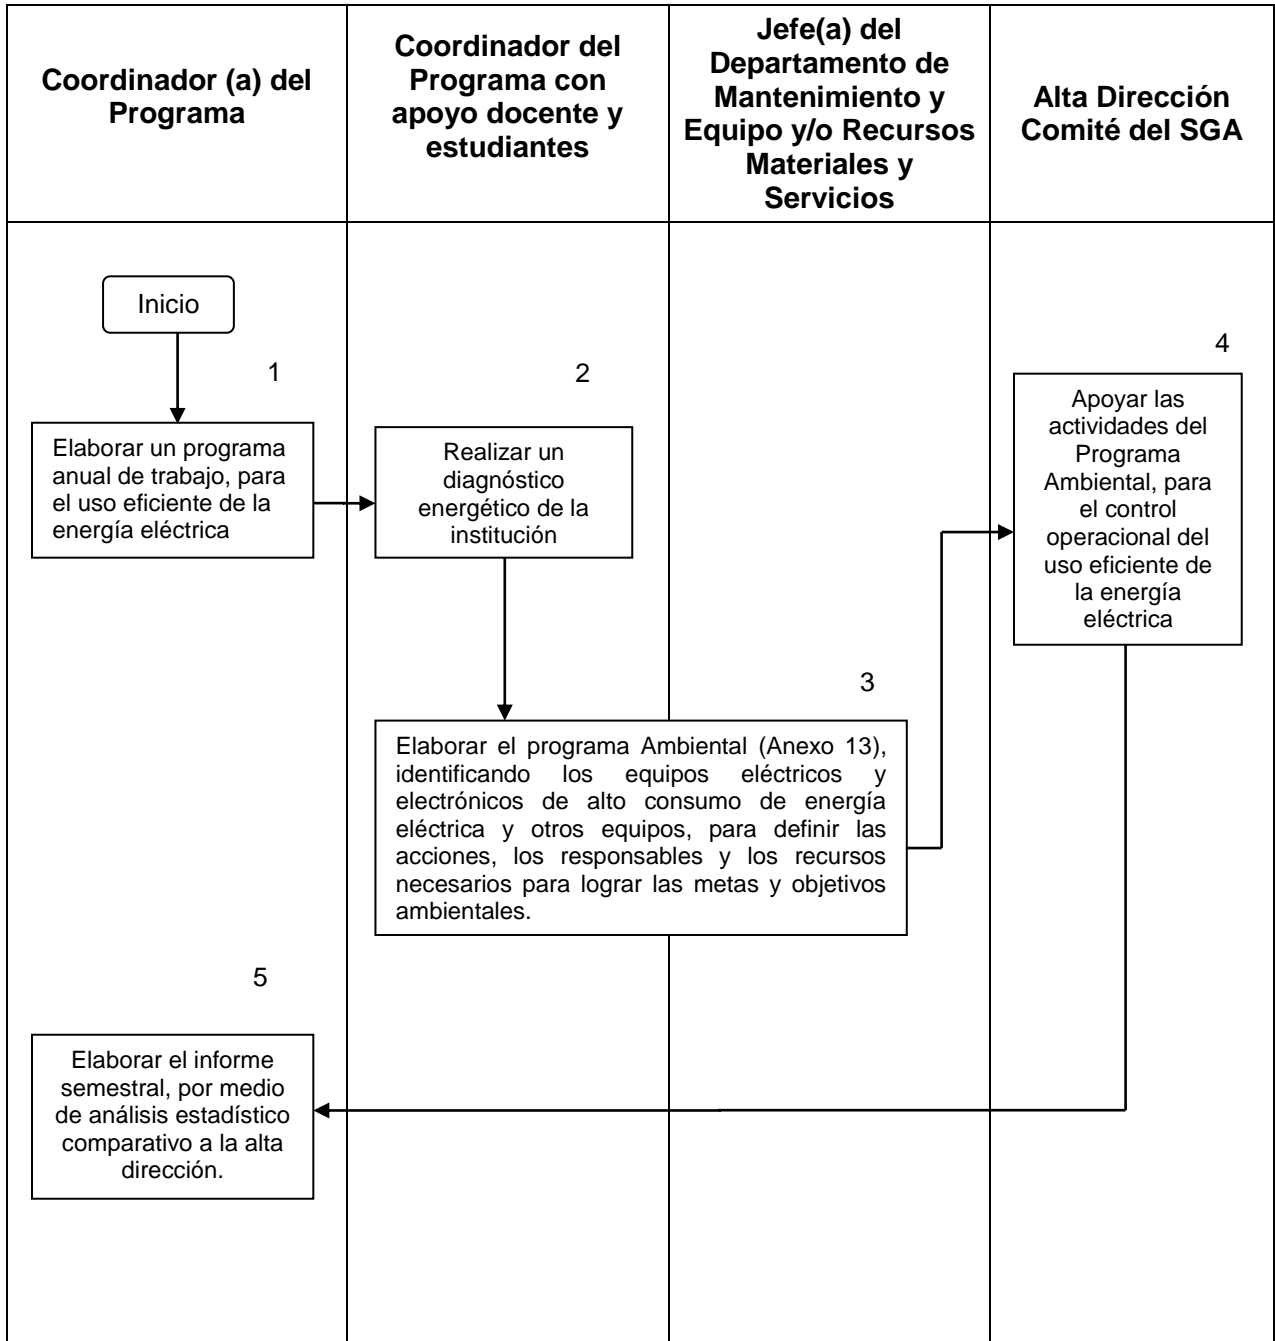 Coordinador (a) del
Programa
Coordinador del
Programa con
apoyo docente y
estudiantes
Jefe(a) del
Departamento de
Mantenimiento y
Equipo y/o Recursos
Materiales y
Servicios
Alta Dirección
Comité del SGA
Inicio
1
Elaborar un programa
anual de trabajo, para
el uso eficiente de la
energía eléctrica
2
Realizar un
diagnóstico
energético de la
institución
3
Elaborar el programa Ambiental (Anexo 13),
identificando los equipos eléctricos y
electrónicos de alto consumo de energía
eléctrica y otros equipos, para definir las
acciones, los responsables y los recursos
necesarios para lograr las metas y objetivos
ambientales.
4
Apoyar las
actividades del
Programa
Ambiental, para
el control
operacional del
uso eficiente de
la energía
eléctrica
5
Elaborar el informe
semestral, por medio
de análisis estadístico
comparativo a la alta
dirección.